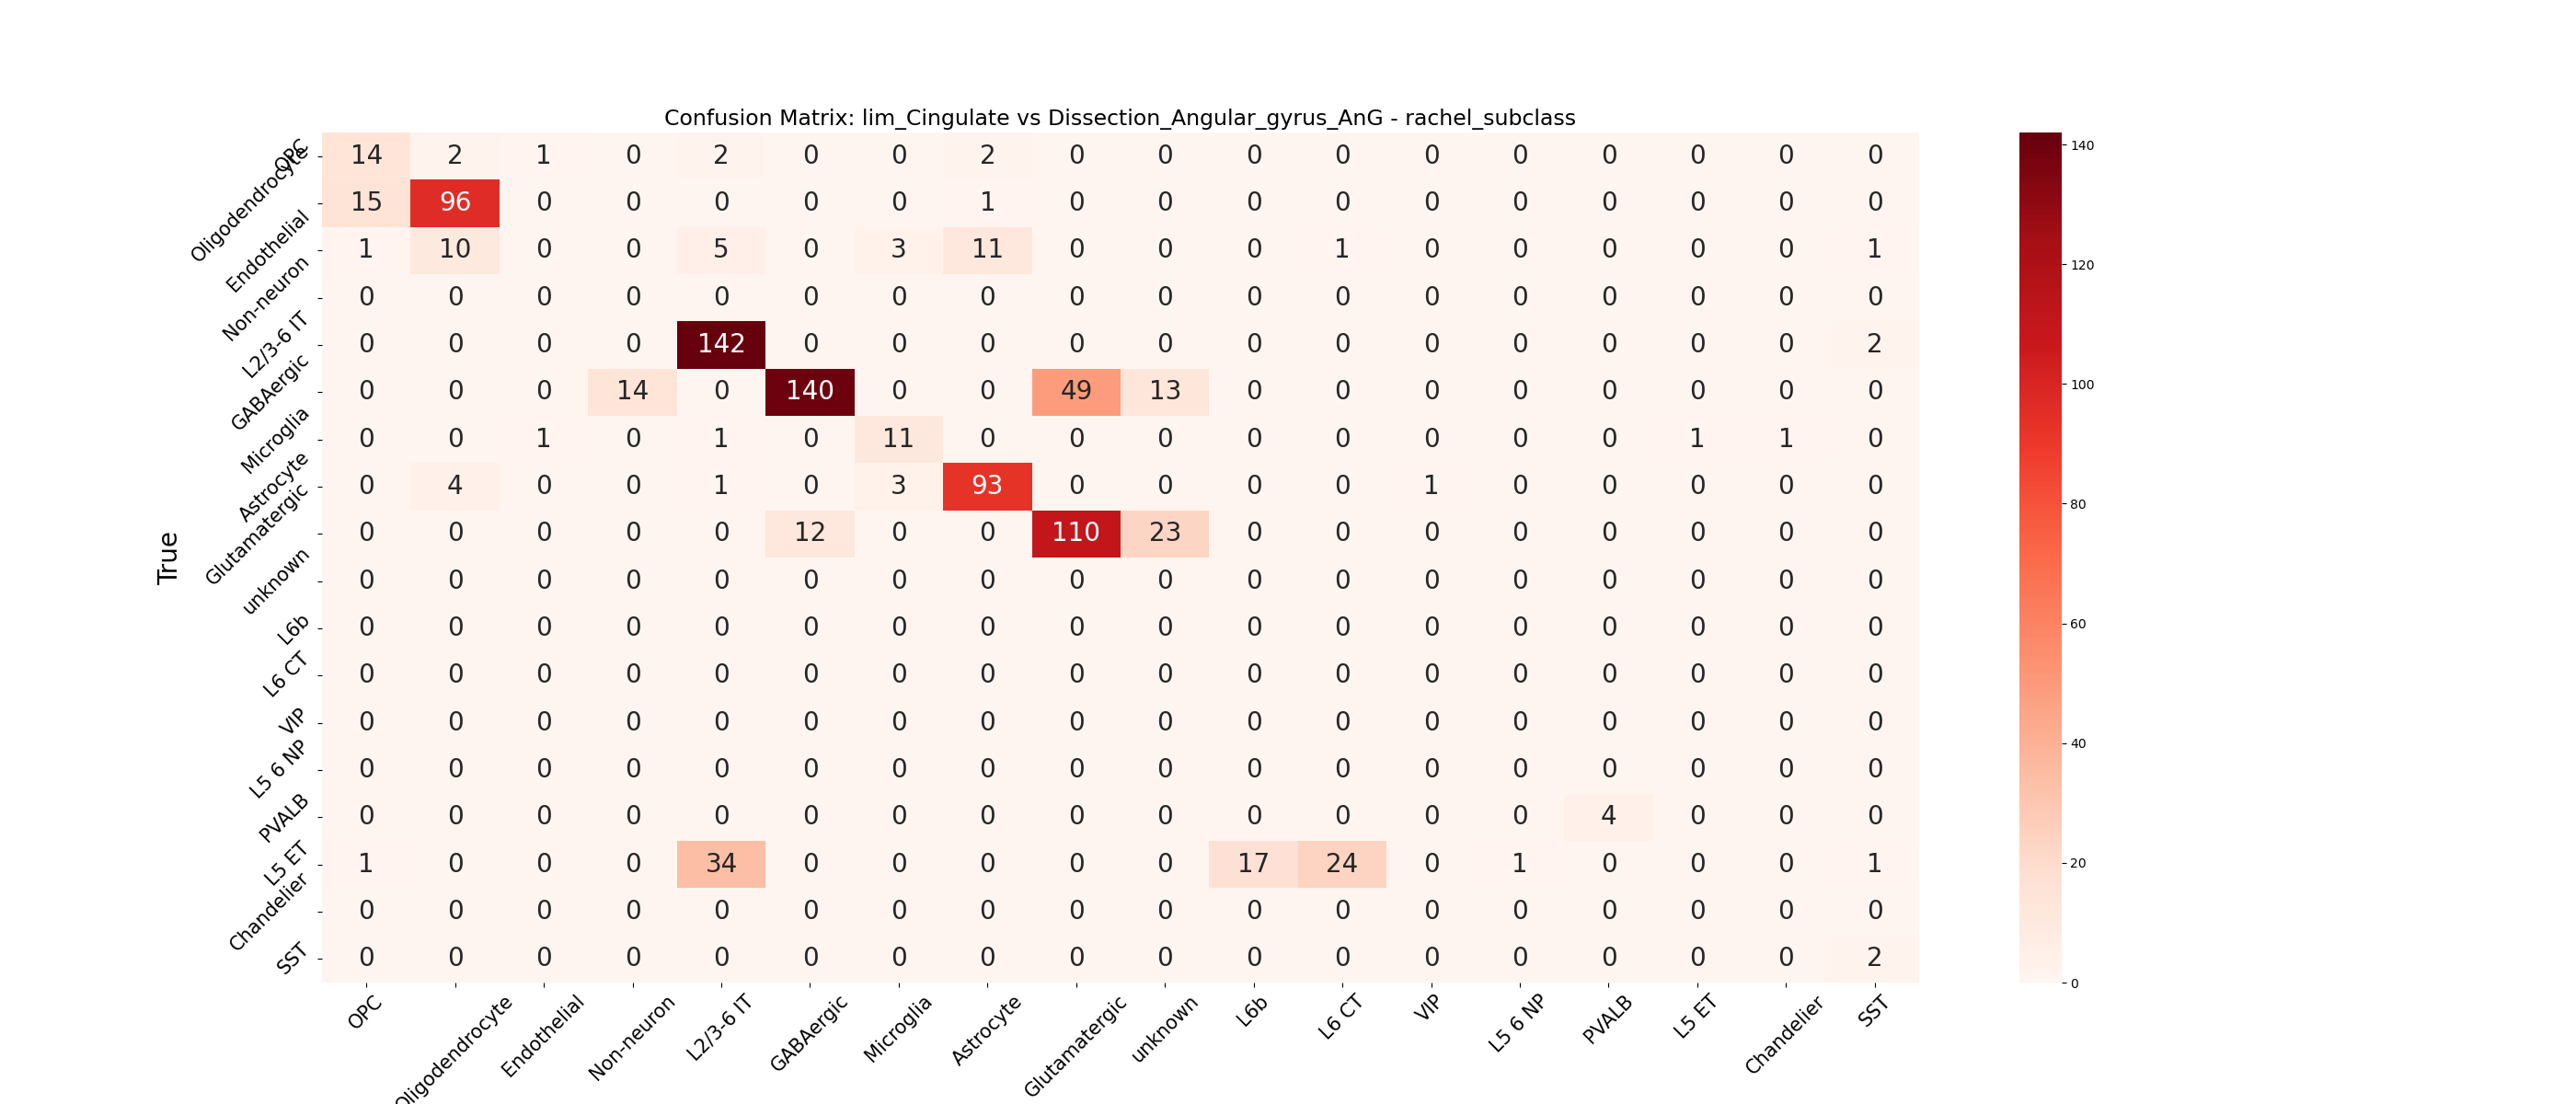 Confusion Matrix: lim_Cingulate vs Dissection_Angular_gyrus_AnG - rachel_subclass
OPC 14 2 1 0 2 0 0 2 0 0 0 0 0 0 0 0 0 0
Oligodendrocyte 15 96 0 0 0 0 0 1 0 0 0 0 0 0 0 0 0 0
Endothelial 1 10 0 0 5 0 3 11 0 0 0 1 0 0 0 0 0 1
Non-neuron 0 0 0 0 0 0 0 0 0 0 0 0 0 0 0 0 0 0
L2/3-6 IT 0 0 0 0 142 0 0 0 0 0 0 0 0 0 0 0 0 2
GABAergic 0 0 0 14 0 140 0 0 49 13 0 0 0 0 0 0 0 0
Microglia 0 0 1 0 1 0 11 0 0 0 0 0 0 0 0 1 1 0
Astrocyte 0 4 0 0 1 0 3 93 0 0 0 0 1 0 0 0 0 0
Glutamatergic 0 0 0 0 0 12 0 0 110 23 0 0 0 0 0 0 0 0
unknown 0 0 0 0 0 0 0 0 0 0 0 0 0 0 0 0 0 0
L6b 0 0 0 0 0 0 0 0 0 0 0 0 0 0 0 0 0 0
L6 CT 0 0 0 0 0 0 0 0 0 0 0 0 0 0 0 0 0 0
VIP 0 0 0 0 0 0 0 0 0 0 0 0 0 0 0 0 0 0
L5 6 NP 0 0 0 0 0 0 0 0 0 0 0 0 0 0 0 0 0 0
PVALB 0 0 0 0 0 0 0 0 0 0 0 0 0 0 4 0 0 0
L5 ET 1 0 0 0 34 0 0 0 0 0 17 24 0 1 0 0 0 1
Chandelier 0 0 0 0 0 0 0 0 0 0 0 0 0 0 0 0 0 0
SST 0 0 0 0 0 0 0 0 0 0 0 0 0 0 0 0 0 2
True
OPC Oligodendrocyte Endothelial Non-neuron L2/3-6 IT GABAergic Microglia Astrocyte Glutamatergic unknown L6b L6 CT VIP L5 6 NP PVALB L5 ET Chandelier SST
140
120
100
80
60
40
20
0